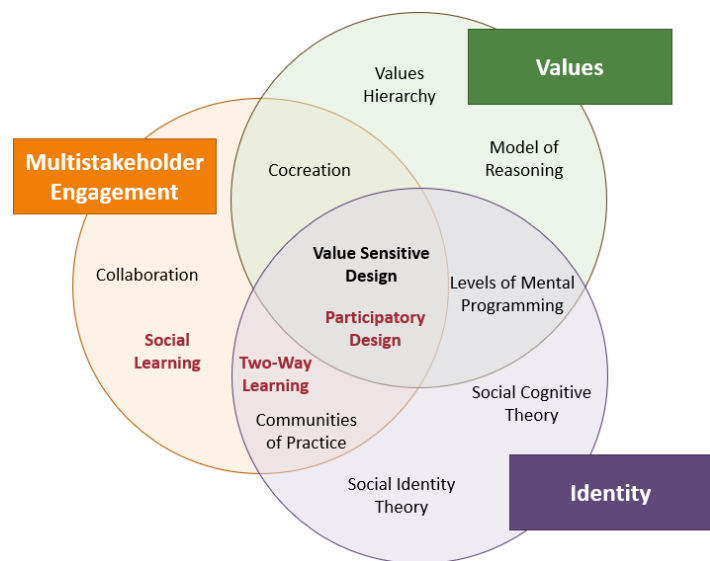 Values
Values
Hierarchy
Model of
Reasoning
Multistakeholder
Engagement
Cocreation
Value Sensitive
Design
Collaboration
Levels of Mental
Programming
Participatory
Design
Social
Learning
Two-Way
Learning
Social Cognitive
Theory
Communities
of Practice
Social Identity
Theory
Identity